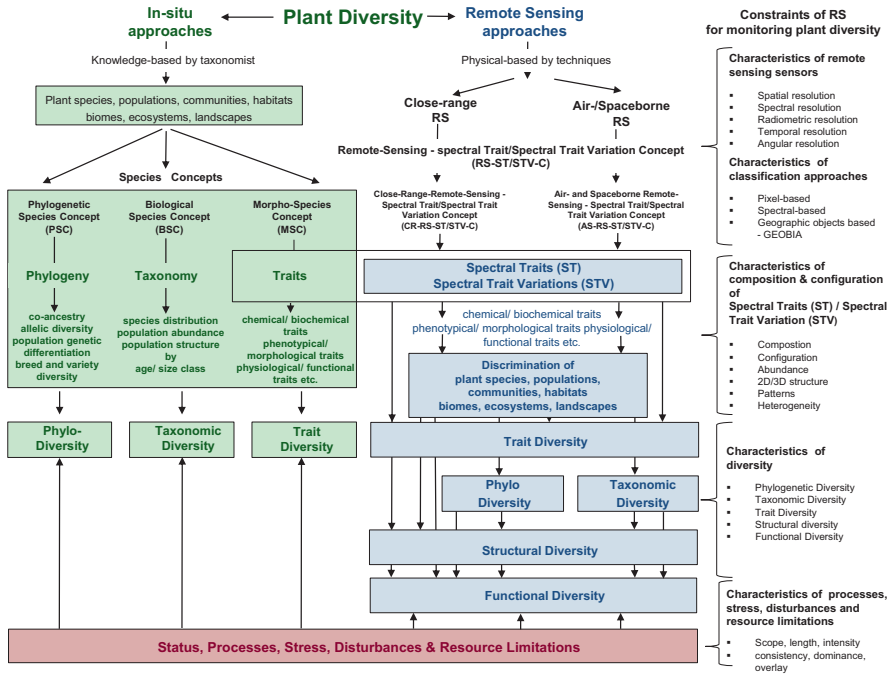 In-situ
approaches
Plant Diversity
Remote Sensing
approaches
Knowledge-based by taxonomist
Physical-based by techniques
Plant species, populations, communities, habitats
biomes, ecosystems, landscapes
Close-range
RS
Air-/Spaceborne
RS
Remote-Sensing - spectral Trait/Spectral Trait Variation Concept
(RS-ST/STV-C)
Species Concepts
Phylogenetic
Species Concept
(PSC)
Biological
Species Concept
(BSC)
Morpho-Species
Concept
(MSC)
Close-Range-Remote-Sensing -
Spectral Trait/Spectral Trait
Variation Concept
(CR-RS-ST/STV-C)
Air- and Spaceborne Remote-
Sensing - Spectral Trait/Spectral
Trait Variation Concept
(AS-RS-ST/STV-C)
Phylogeny
Taxonomy
Traits
Spectral Traits (ST)
Spectral Trait Variations (STV)
co-ancestry
allelic diversity
population genetic
differentiation
breed and variety
diversity
species distribution
population abundance
population structure
by
age/ size class
chemical/ biochemical
traits
phenotypical/
morphological traits
physiological/ functional
traits etc.
chemical/ biochemical traits
phenotypical/ morphological traits physiological/
functional traits etc.
Discrimination of
plant species, populations,
communities, habitats
biomes, ecosystems, landscapes
Phylo-
Diversity
Taxonomic
Diversity
Trait
Diversity
Trait Diversity
Phylo
Diversity
Taxonomic
Diversity
Structural Diversity
Functional Diversity
Status, Processes, Stress, Disturbances & Resource Limitations
Constraints of RS
for monitoring plant diversity
Characteristics of remote
sensing sensors
▪ Spatial resolution
▪ Spectral resolution
▪ Radiometric resolution
▪ Temporal resolution
▪ Angular resolution
Characteristics of
classification approaches
▪ Pixel-based
▪ Spectral-based
▪ Geographic objects based
- GEOBIA
Characteristics of
composition & configuration
of
Spectral Traits (ST) / Spectral
Trait Variation (STV)
▪ Compostion
▪ Configuration
▪ Abundance
▪ 2D/3D structure
▪ Patterns
▪ Heterogeneity
Characteristics of
diversity
▪ Phylogenetic Diversity
▪ Taxonomic Diversity
▪ Trait Diversity
▪ Structural diversity
▪ Functional Diversity
Characteristics of processes,
stress, disturbances and
resource limitations
▪ Scope, length, intensity
▪ consistency, dominance,
overlay